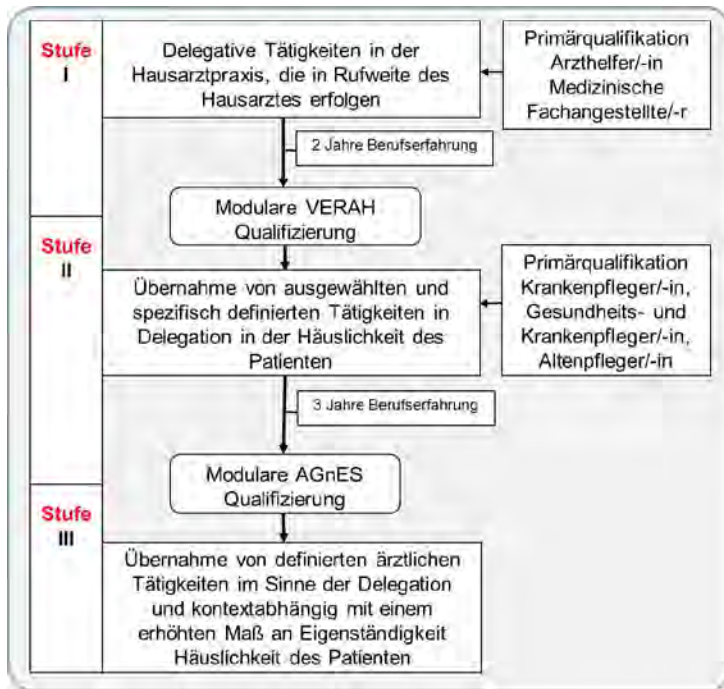 Stufe
I
Delegative Tätigkeiten in der
Hausarztpraxis, die in Rufweite des
Hausarztes erfolgen
Primärqualifikation
Arzthelfer/-in
Medizinische
Fachangestellte/-r
2 Jahre Berufserfahrung
Modulare VERAH
Qualifizierung
Stufe
II
Übernahme von ausgewählten und
spezifisch definierten Tätigkeiten in
Delegation in der Häuslichkeit des
Patienten
Primärqualifikation
Krankenpfleger/-in,
Gesundheits- und
Krankenpfleger/-in,
Altenpfleger/-in
3 Jahre Berufserfahrung
Modulare AGnES
Qualifizierung
Stufe
III
Übernahme von definierten ärztlichen
Tätigkeiten im Sinne der Delegation
und kontextabhängig mit einem
erhöhten Maß an Eigenständigkeit
Häuslichkeit des Patienten